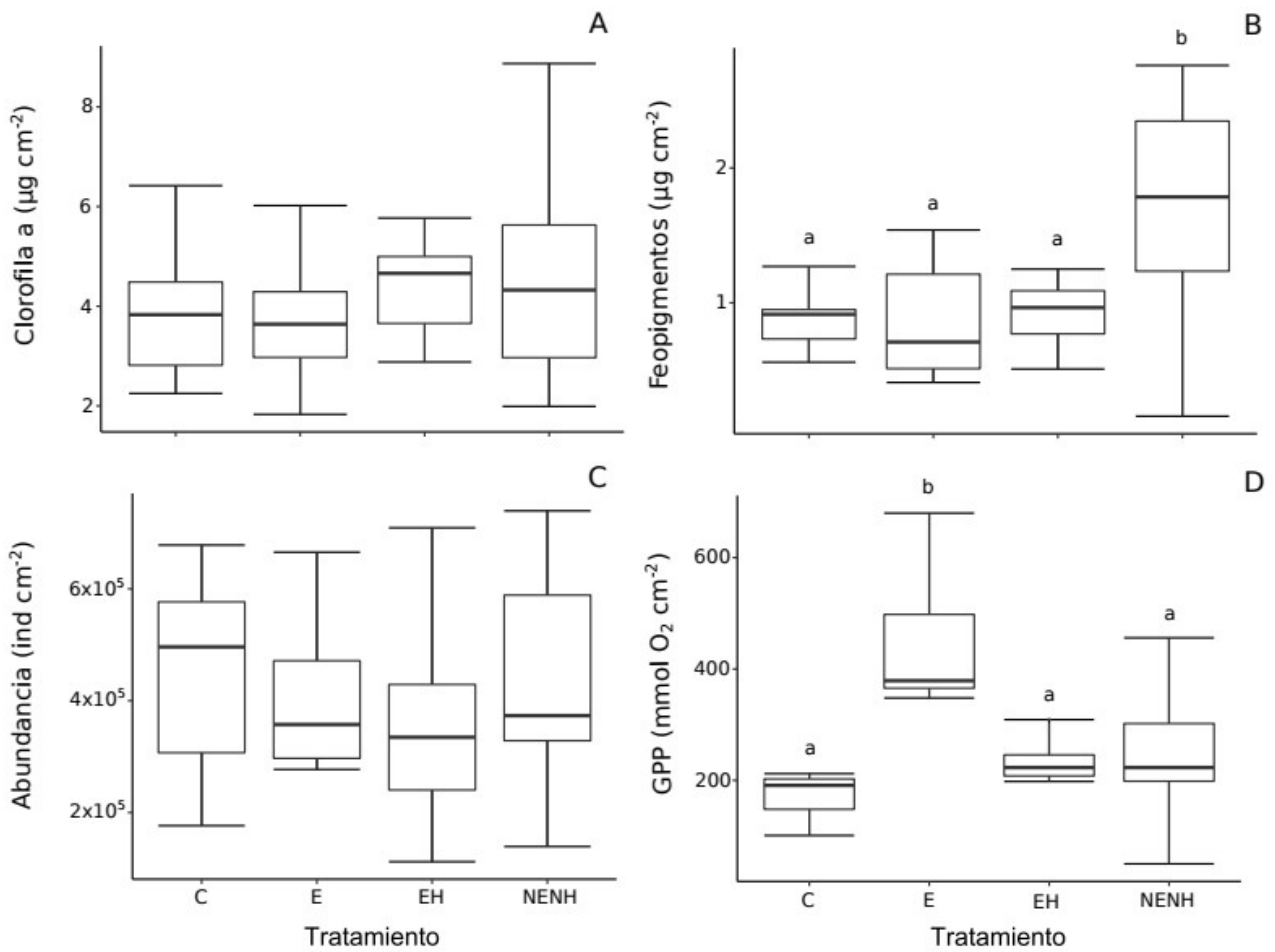 A
Clorofila a (µg cm⁻²)
8
6
4
2
B
Feopigmentos (µg cm⁻²)
2
1
a
a
a
b
C
Abundancia (ind cm⁻²)
6x10⁵
4x10⁵
2x10⁵
C E EH NENH
Tratamiento
D
GPP (mmol O₂ cm⁻²)
600
400
200
a
b
a
a
C E EH NENH
Tratamiento